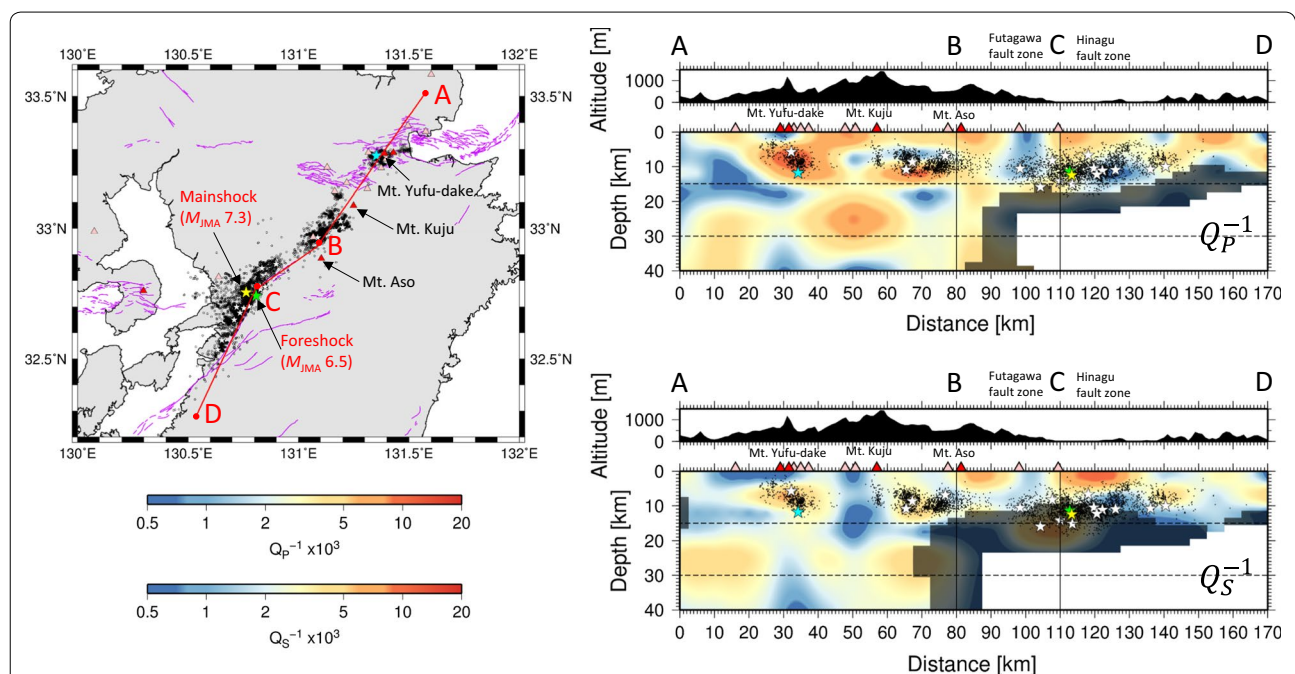 130°E 130.5° 131° 131.5° 132°E
33.5°N
33°N
32.5°N
130°E 130.5° 131° 131.5° 132°E
33.5°N
33°N
32.5°N
A
Mt. Yufu-dake
Mt. Kuju
B
Mt. Aso
Mainshock
(MJMA 7.3)
C
Foreshock
(MJMA 6.5)
D
0.5 1 2 5 10 20
QP−1 x10³
0.5 1 2 5 10 20
QS−1 x10³
A B C D
Futagawa
fault zone
Hinagu
fault zone
Altitude [m]
1000
0
Mt. Yufu-dake Mt. Kuju Mt. Aso
Depth [km]
0
10
20
30
40
QP−1
0 10 20 30 40 50 60 70 80 90 100 110 120 130 140 150 160 170
Distance [km]
A B C D
Futagawa
fault zone
Hinagu
fault zone
Altitude [m]
1000
0
Mt. Yufu-dake Mt. Kuju Mt. Aso
Depth [km]
0
10
20
30
40
QS−1
0 10 20 30 40 50 60 70 80 90 100 110 120 130 140 150 160 170
Distance [km]